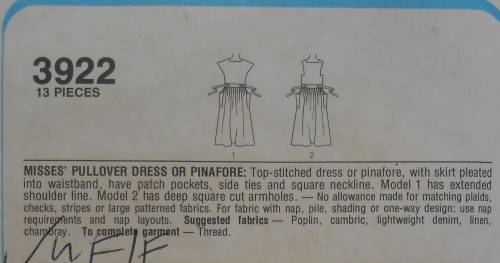 3922
13 PIECES
1 2
MISSES' PULLOVER DRESS OR PINAFORE: Top-stitched dress or pinafore, with skirt pleated
into waistband, have patch pockets, side ties and square neckline. Model 1 has extended
shoulder line. Model 2 has deep square cut armholes. — No allowance made for matching plaids,
checks, stripes or large patterned fabrics. For fabric with nap, pile, shading or one-way design; use nap
requirements and nap layouts. Suggested fabrics — Poplin, cambric, lightweight denim, linen,
chambray. To complete garment — Thread.